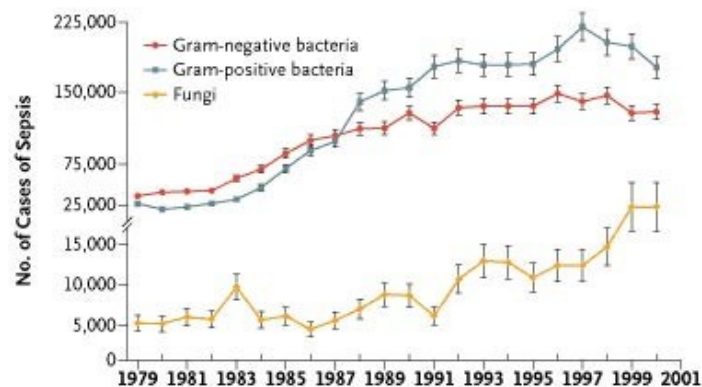 225,000
Gram-negative bacteria
Gram-positive bacteria
Fungi
150,000
75,000
25,000
15,000
10,000
5,000
0
No. of Cases of Sepsis
1979 1981 1983 1985 1987 1989 1991 1993 1995 1997 1999 2001